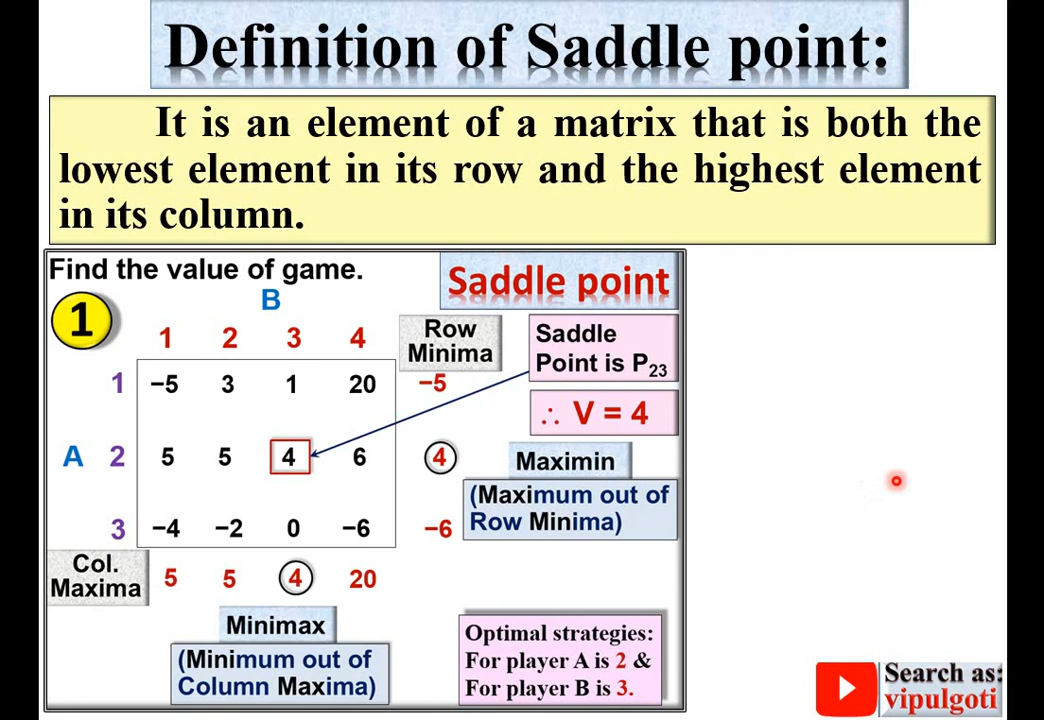 Definition of Saddle point:
It is an element of a matrix that is both the
lowest element in its row and the highest element
in its column.
Find the value of game.
Saddle point
1
B
1 2 3 4
Row
Minima
Saddle
Point is P₂₃
1 −5 3 1 20 −5
∴ V = 4
A 2 5 5 4 6 4
Maximin
(Maximum out of
Row Minima)
3 −4 −2 0 −6 −6
Col.
Maxima
5 5 4 20
Minimax
(Minimum out of
Column Maxima)
Optimal strategies:
For player A is 2 &
For player B is 3.
Search as:
vipulgoti